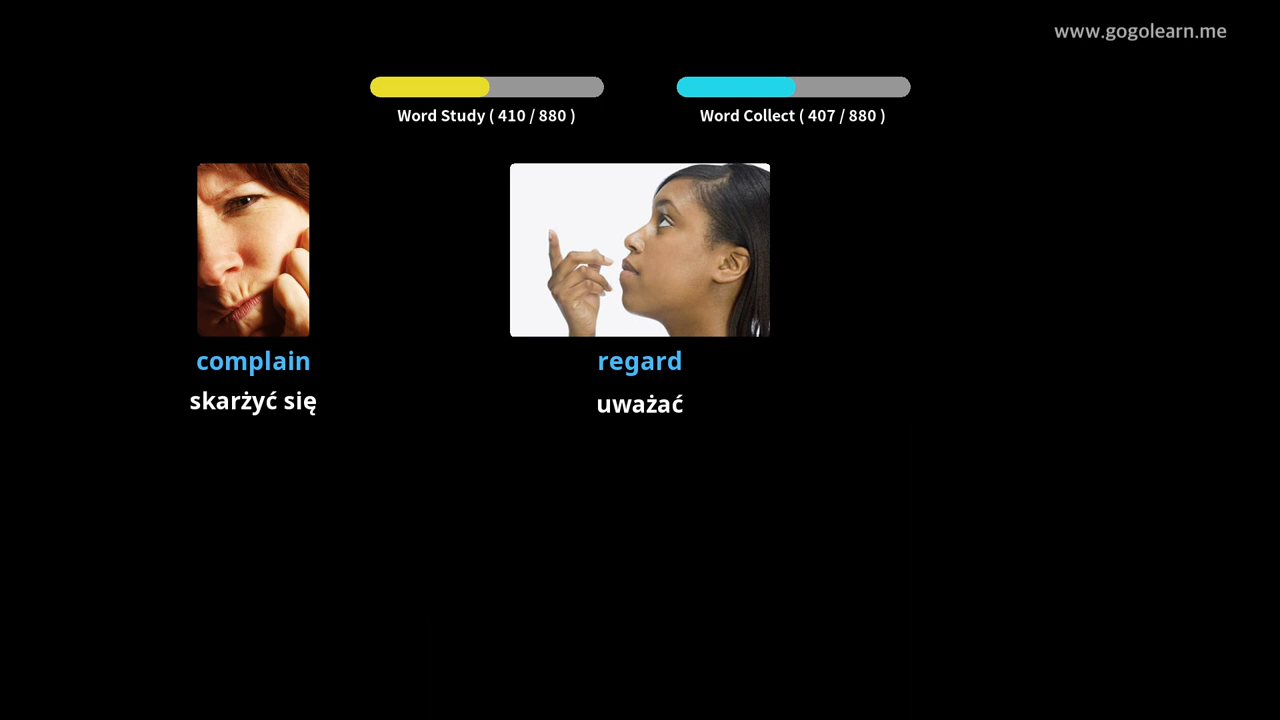 www.gogolearn.me
Word Study ( 410 / 880 )
Word Collect ( 407 / 880 )
complain
skarżyć się
regard
uważać